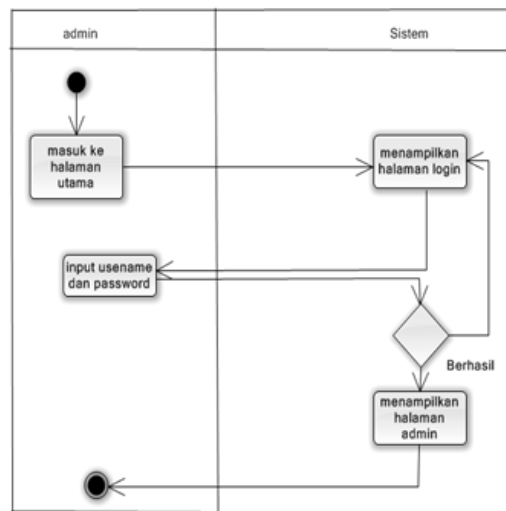 admin
Sistem
masuk ke
halaman
utama
menampilkan
halaman login
input usename
dan password
Berhasil
menampilkan
halaman
admin